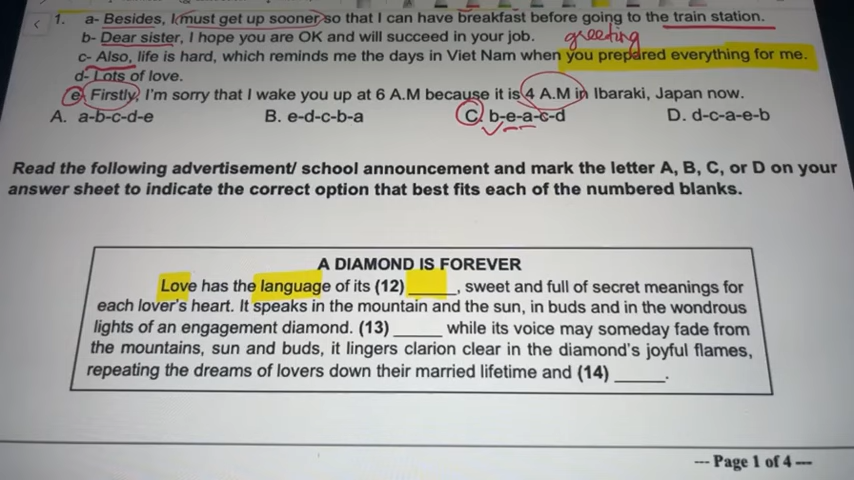 1. a- Besides, I must get up sooner so that I can have breakfast before going to the train station.
b- Dear sister, I hope you are OK and will succeed in your job. greeting
c- Also, life is hard, which reminds me the days in Viet Nam when you prepared everything for me.
d- Lots of love.
e- Firstly, I'm sorry that I wake you up at 6 A.M because it is 4 A.M in Ibaraki, Japan now.
A. a-b-c-d-e B. e-d-c-b-a C. b-e-a-c-d D. d-c-a-e-b
Read the following advertisement/ school announcement and mark the letter A, B, C, or D on your
answer sheet to indicate the correct option that best fits each of the numbered blanks.
A DIAMOND IS FOREVER
Love has the language of its (12) _____, sweet and full of secret meanings for
each lover's heart. It speaks in the mountain and the sun, in buds and in the wondrous
lights of an engagement diamond. (13) _____ while its voice may someday fade from
the mountains, sun and buds, it lingers clarion clear in the diamond's joyful flames,
repeating the dreams of lovers down their married lifetime and (14) _____.
--- Page 1 of 4 ---